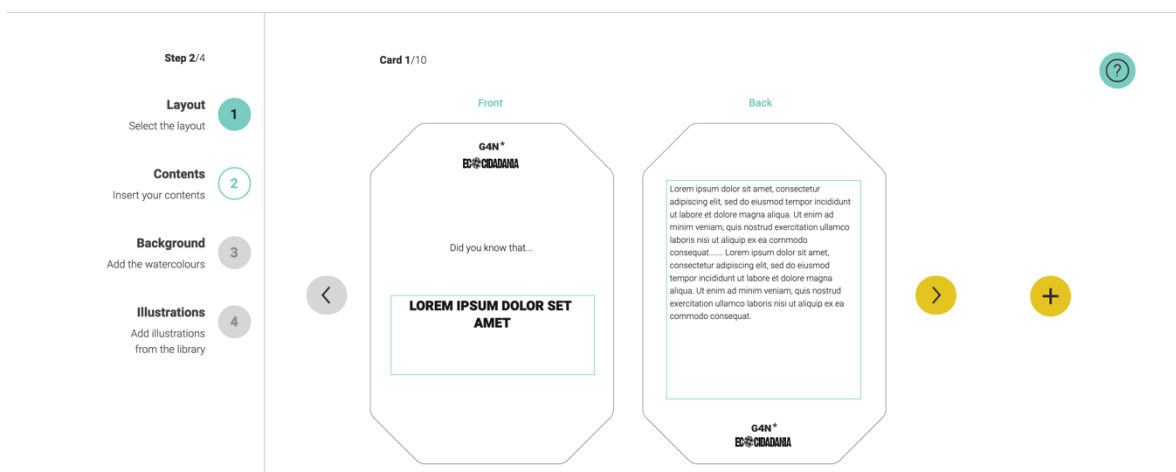 Step 2/4
Layout
Select the layout
1
Contents
Insert your contents
2
Background
Add the watercolours
3
Illustrations
Add illustrations
from the library
4
Card 1/10
?
Front
G4N*
ECOCIDADANIA
Did you know that...
LOREM IPSUM DOLOR SET
AMET
Back
Lorem ipsum dolor sit amet, consectetur
adipiscing elit, sed do eiusmod tempor incididunt
ut labore et dolore magna aliqua. Ut enim ad
minim veniam, quis nostrud exercitation ullamco
laboris nisi ut aliquip ex ea commodo
consequat...... Lorem ipsum dolor sit amet,
consectetur adipiscing elit, sed do eiusmod
tempor incididunt ut labore et dolore magna
aliqua. Ut enim ad minim veniam, quis nostrud
exercitation ullamco laboris nisi ut aliquip ex ea
commodo consequat.
G4N*
ECOCIDADANIA
<
>
+